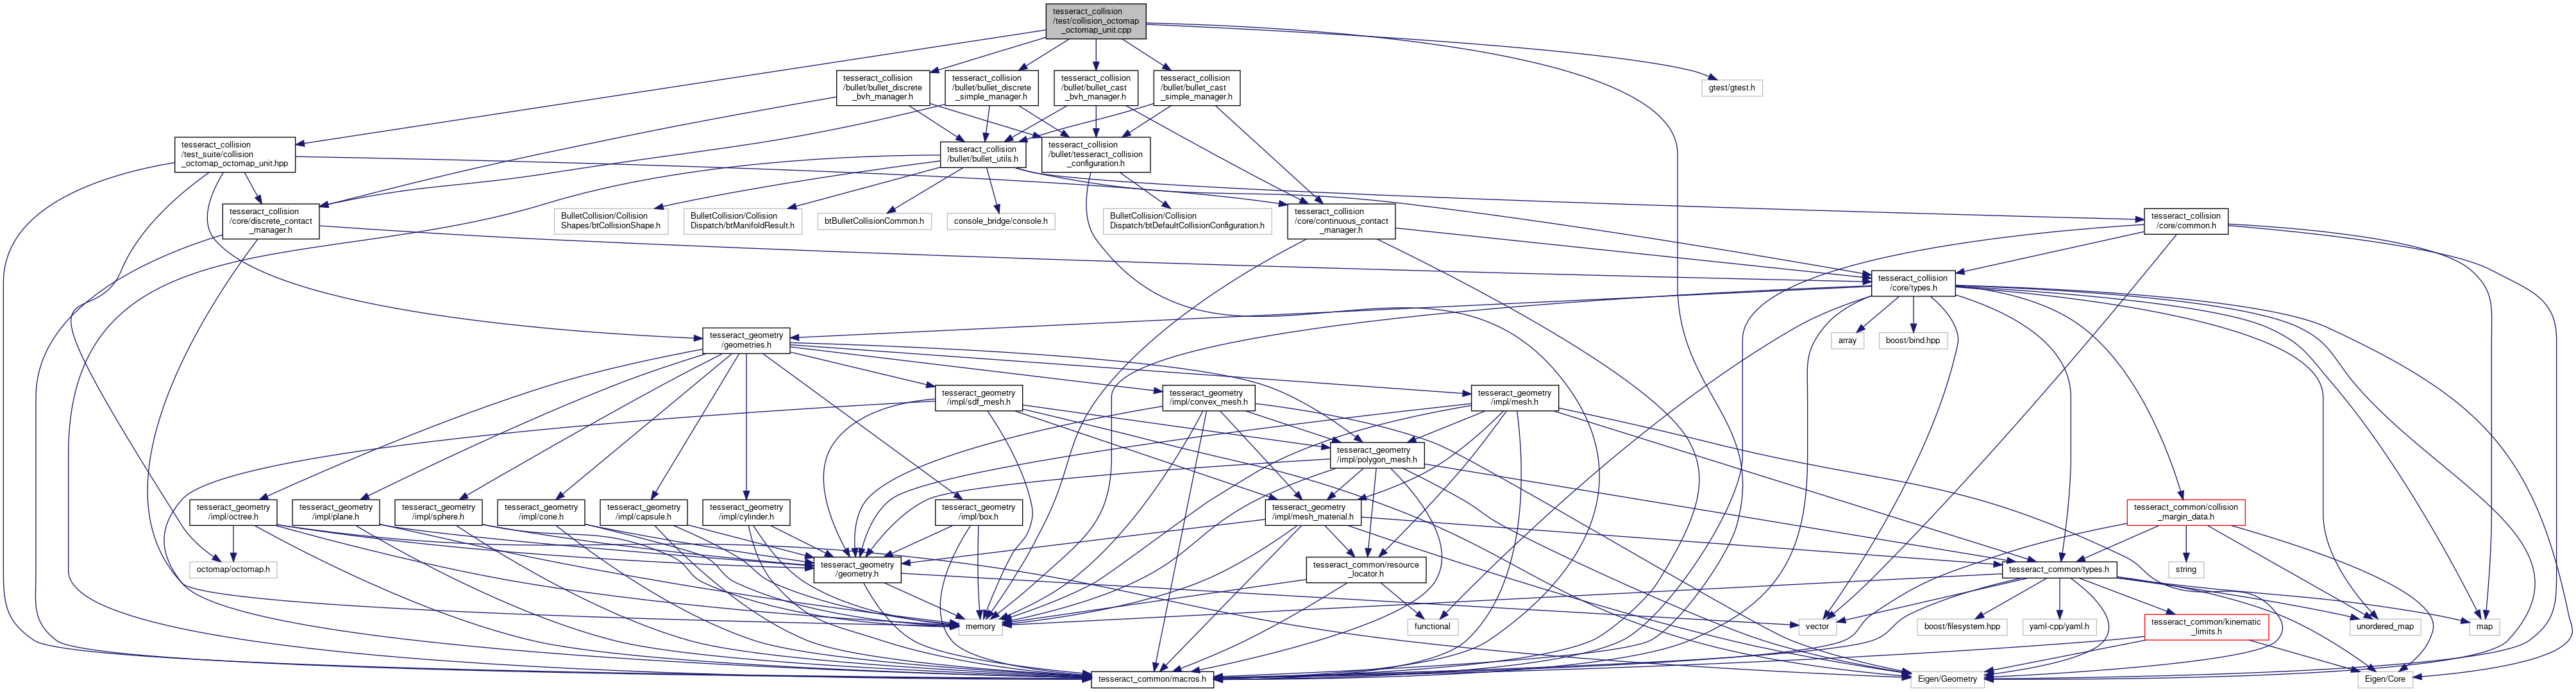 tesseract_collision
/test/collision_octomap
_octomap_unit.cpp
tesseract_collision
/bullet/bullet_discrete
_bvh_manager.h
tesseract_collision
/bullet/bullet_discrete
_simple_manager.h
tesseract_collision
/bullet/bullet_cast
_bvh_manager.h
tesseract_collision
/bullet/bullet_cast
_simple_manager.h
gtest/gtest.h
tesseract_collision
/test_suite/collision
_octomap_octomap_unit.hpp
tesseract_collision
/bullet/bullet_utils.h
tesseract_collision
/bullet/tesseract_collision
_configuration.h
tesseract_collision
/core/discrete_contact
_manager.h
BulletCollision/Collision
Shapes/btCollisionShape.h
BulletCollision/Collision
Dispatch/btManifoldResult.h
btBulletCollisionCommon.h
console_bridge/console.h
BulletCollision/Collision
Dispatch/btDefaultCollisionConfiguration.h
tesseract_collision
/core/continuous_contact
_manager.h
tesseract_collision
/core/common.h
tesseract_collision
/core/types.h
tesseract_geometry
/geometries.h
array
boost/bind.hpp
tesseract_geometry
/impl/sdf_mesh.h
tesseract_geometry
/impl/convex_mesh.h
tesseract_geometry
/impl/mesh.h
tesseract_geometry
/impl/polygon_mesh.h
tesseract_geometry
/impl/octree.h
tesseract_geometry
/impl/plane.h
tesseract_geometry
/impl/sphere.h
tesseract_geometry
/impl/cone.h
tesseract_geometry
/impl/capsule.h
tesseract_geometry
/impl/cylinder.h
tesseract_geometry
/impl/box.h
tesseract_geometry
/impl/mesh_material.h
tesseract_common/collision
_margin_data.h
octomap/octomap.h
tesseract_geometry
/geometry.h
tesseract_common/resource
_locator.h
tesseract_common/types.h
string
memory
functional
vector
boost/filesystem.hpp
yaml-cpp/yaml.h
tesseract_common/kinematic
_limits.h
unordered_map
map
tesseract_common/macros.h
Eigen/Geometry
Eigen/Core